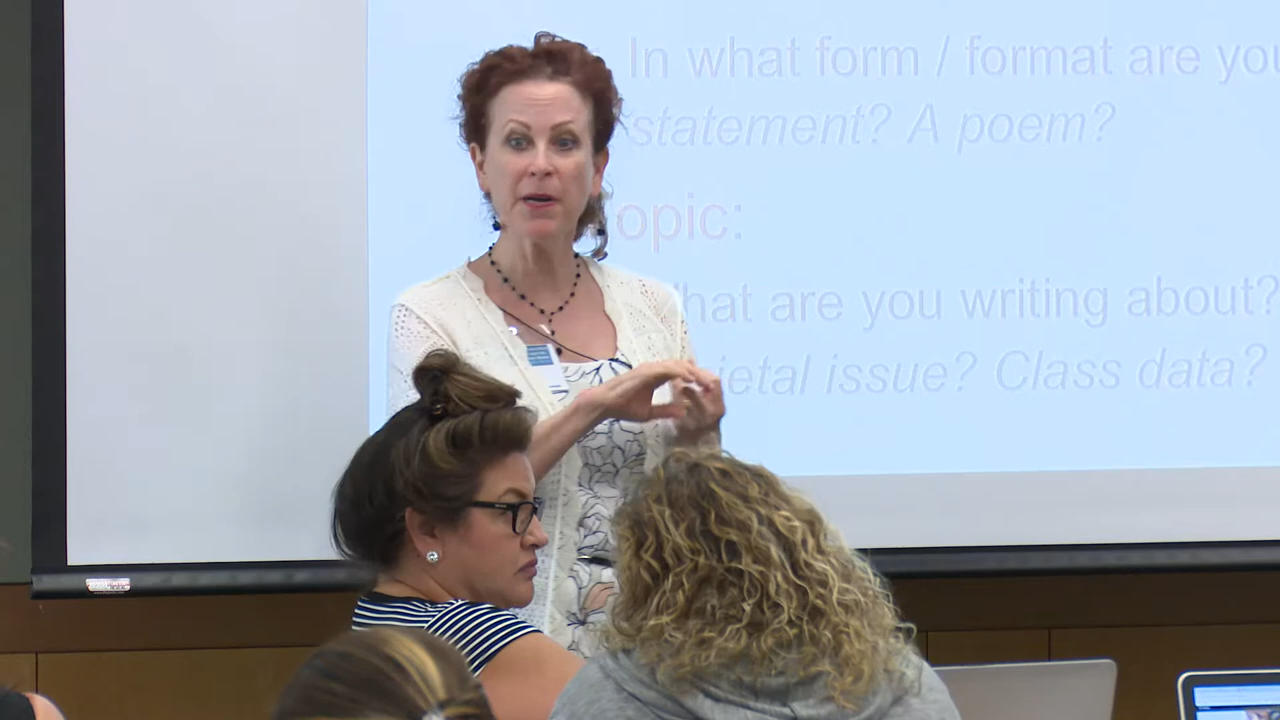 In what form / format are you
statement? A poem?
opic:
hat are you writing about?
ietal issue? Class data?